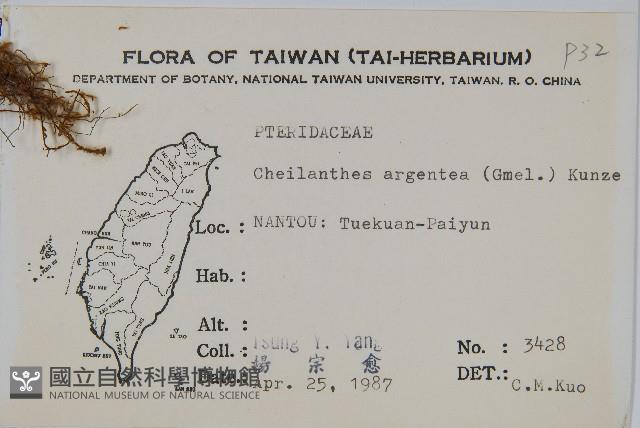 P32
FLORA OF TAIWAN (TAI-HERBARIUM)
DEPARTMENT OF BOTANY, NATIONAL TAIWAN UNIVERSITY, TAIWAN, R. O. CHINA
PTERIDACEAE
Cheilanthes argentea (Gmel.) Kunze
Loc. : NANTOU: Tuekuan-Paiyun
Hab. :
Alt. :
Coll. : Tsung Y. Yang No. : 3428
楊 宗 愈
Apr. 25, 1987 DET.: C.M.Kuo
國立自然科學博物館
NATIONAL MUSEUM OF NATURAL SCIENCE